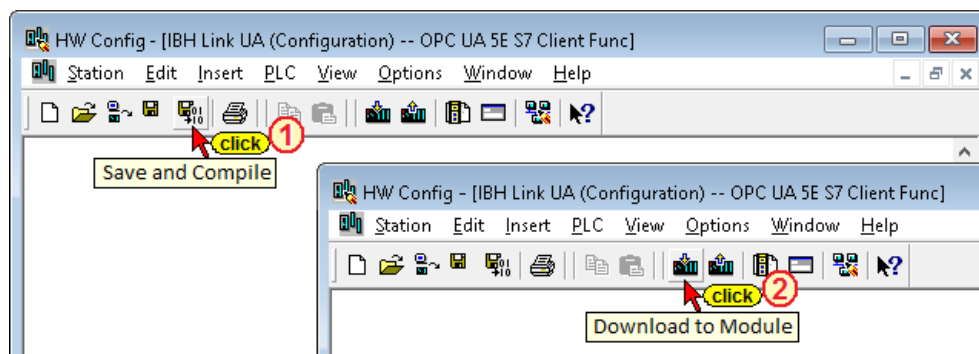 HW Config - [IBH Link UA (Configuration) -- OPC UA 5E S7 Client Func]
Station Edit Insert PLC View Options Window Help
click 1
Save and Compile
HW Config - [IBH Link UA (Configuration) -- OPC UA 5E S7 Client Func]
Station Edit Insert PLC View Options Window Help
click 2
Download to Module